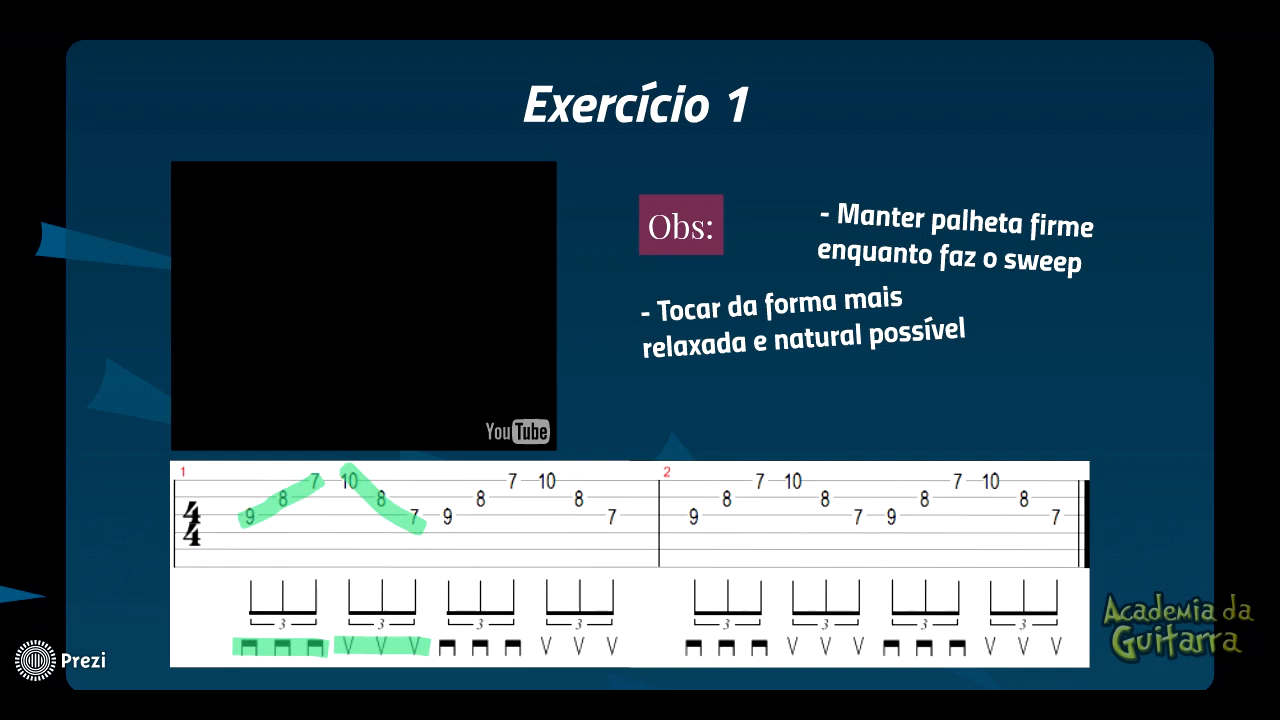 Exercício 1
Obs:
- Manter palheta firme
enquanto faz o sweep
- Tocar da forma mais
relaxada e natural possível
YouTube
1 2
7 10 7 10 7 10 7 10
8 8 8 8 8 8 8 8
4 9 7 9 7 9 7 9 7
4
3 3 3 3 3 3 3 3
V V V V V V V V V V V V
Academia da
Guitarra
Prezi